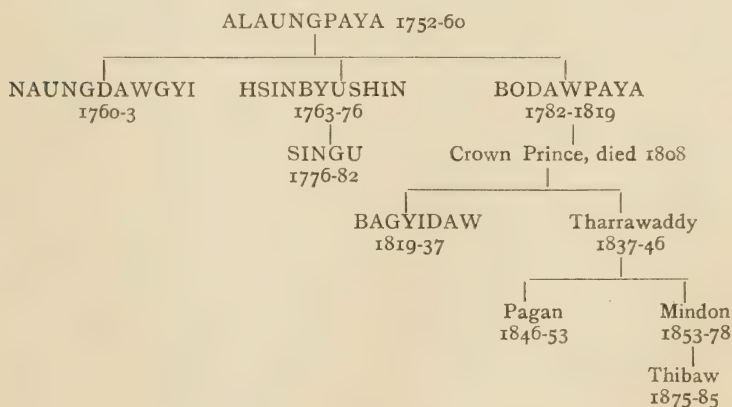 ALAUNGPAYA 1752-60
NAUNGDAWGYI HSINBYUSHIN BODAWPAYA
1760-3 1763-76 1782-1819
SINGU Crown Prince, died 1808
1776-82
BAGYIDAW Tharrawaddy
1819-37 1837-46
Pagan Mindon
1846-53 1853-78
Thibaw
1875-85